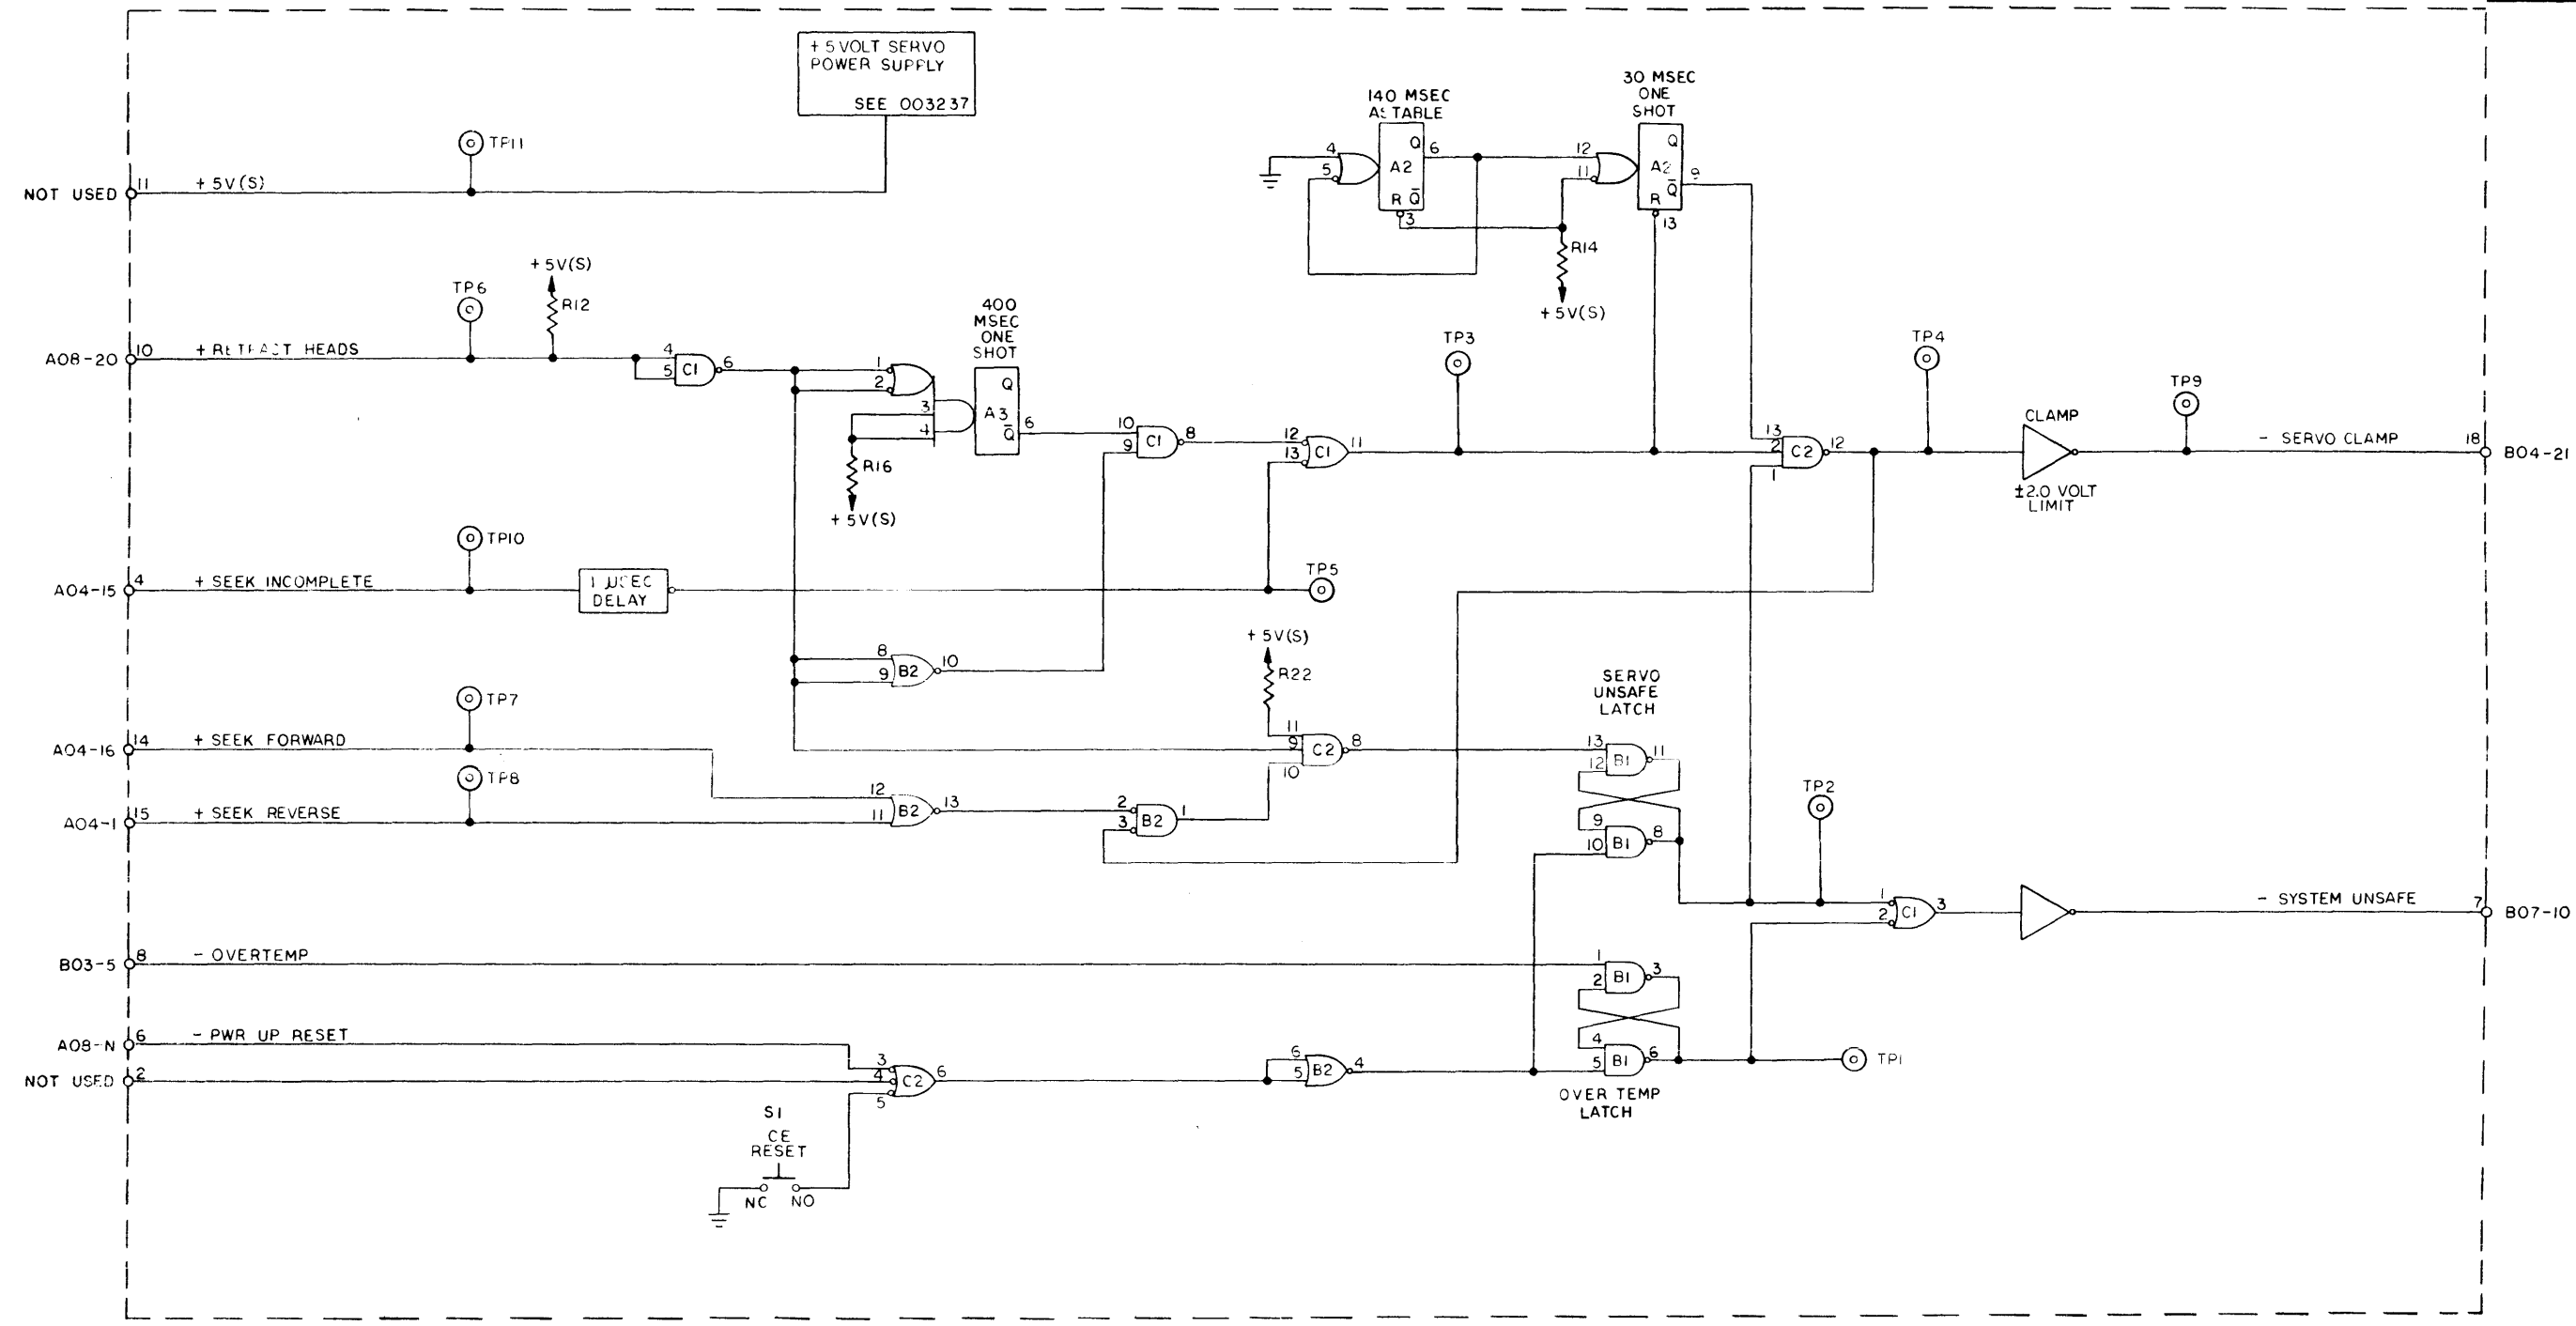 + 5 VOLT SERVO
POWER SUPPLY
SEE 003237
TP11
NOT USED
11
+ 5V(S)
140 MSEC
ASTABLE
4
5
Q
6
A2
R Q̄
3
30 MSEC
ONE
SHOT
12
11
Q
A2
Q̄
9
R
13
R14
+ 5V(S)
+ 5V(S)
R12
TP6
A08-20
10
+ RETRACT HEADS
4
5
C1
6
400
MSEC
ONE
SHOT
1
2
3
4
Q
A3
Q̄
6
R16
+ 5V(S)
10
9
C1
8
12
13
C1
11
TP3
13
2
1
C2
12
TP4
CLAMP
±2.0 VOLT
LIMIT
TP9
- SERVO CLAMP
18
B04-21
TP10
A04-15
4
+ SEEK INCOMPLETE
1 µSEC
DELAY
TP5
8
9
B2
10
+ 5V(S)
R22
TP7
A04-16
14
+ SEEK FORWARD
11
9
10
C2
8
SERVO
UNSAFE
LATCH
13
12
B1
11
9
10
B1
8
TP8
A04-1
15
+ SEEK REVERSE
12
11
B2
13
2
3
B2
1
TP2
1
2
C1
3
- SYSTEM UNSAFE
7
B07-10
B03-5
8
- OVERTEMP
1
2
B1
3
4
5
B1
6
TP1
OVER TEMP
LATCH
A08-N
6
- PWR UP RESET
NOT USED
2
3
4
5
C2
6
6
5
B2
4
S1
CE
RESET
NC
NO